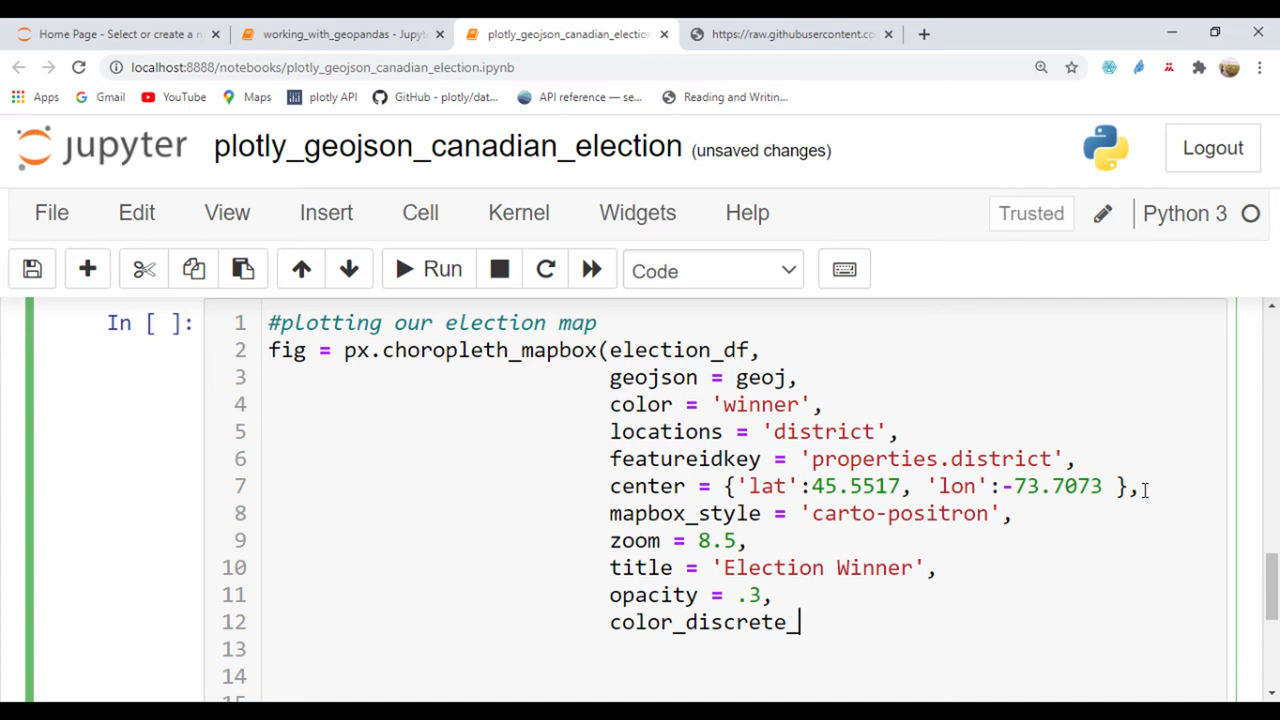 Home Page - Select or create a n
working_with_geopandas - Jupyte
plotly_geojson_canadian_election
https://raw.githubusercontent.co
localhost:8888/notebooks/plotly_geojson_canadian_election.ipynb
Apps Gmail YouTube Maps plotly API GitHub - plotly/dat... API reference — se... Reading and Writin...
jupyter plotly_geojson_canadian_election (unsaved changes) Logout
File Edit View Insert Cell Kernel Widgets Help Trusted Python 3
Run Code
In [ ]: 1 #plotting our election map
2 fig = px.choropleth_mapbox(election_df,
3 geojson = geoj,
4 color = 'winner',
5 locations = 'district',
6 featureidkey = 'properties.district',
7 center = {'lat':45.5517, 'lon':-73.7073 },
8 mapbox_style = 'carto-positron',
9 zoom = 8.5,
10 title = 'Election Winner',
11 opacity = .3,
12 color_discrete_
13
14